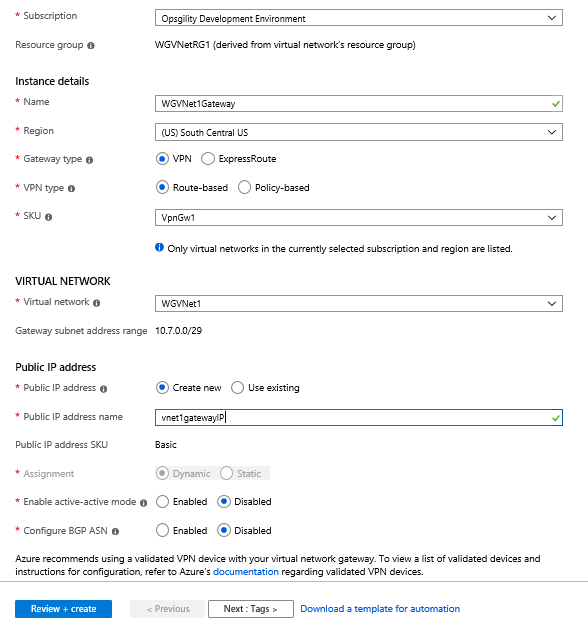 * Subscription Opsgility Development Environment
Resource group WGVNetRG1 (derived from virtual network's resource group)
Instance details
* Name WGVNet1Gateway
* Region (US) South Central US
* Gateway type VPN ExpressRoute
* VPN type Route-based Policy-based
* SKU VpnGw1
Only virtual networks in the currently selected subscription and region are listed.
VIRTUAL NETWORK
* Virtual network WGVNet1
Gateway subnet address range 10.7.0.0/29
Public IP address
* Public IP address Create new Use existing
* Public IP address name vnet1gatewayIP
Public IP address SKU Basic
* Assignment Dynamic Static
* Enable active-active mode Enabled Disabled
* Configure BGP ASN Enabled Disabled
Azure recommends using a validated VPN device with your virtual network gateway. To view a list of validated devices and
instructions for configuration, refer to Azure's documentation regarding validated VPN devices.
Review + create < Previous Next : Tags > Download a template for automation